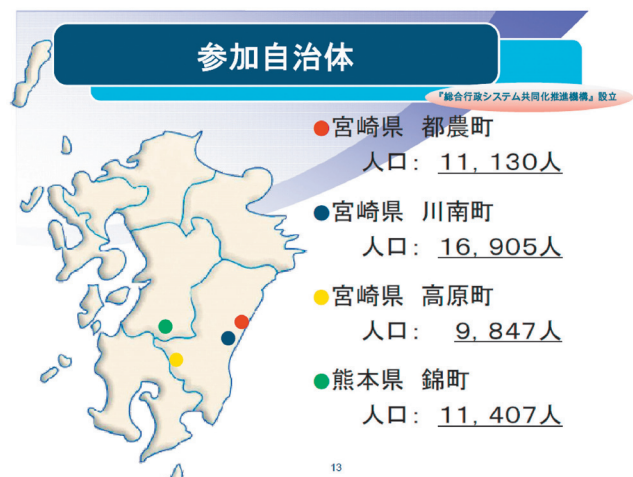 参加自治体
『総合行政システム共同化推進機構』設立
●宮崎県 都農町
人口： 11, 130人
●宮崎県 川南町
人口： 16, 905人
●宮崎県 高原町
人口： 9, 847人
●熊本県 錦町
人口： 11, 407人
13